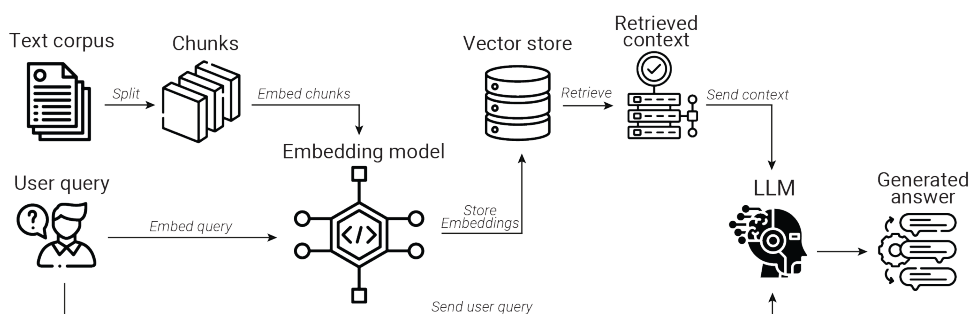 Text corpus
Split
Chunks
Embed chunks
Embedding model
Vector store
Retrieve
Retrieved
context
Send context
User query
?
Embed query
</>
Store
Embeddings
LLM
Generated
answer
Send user query